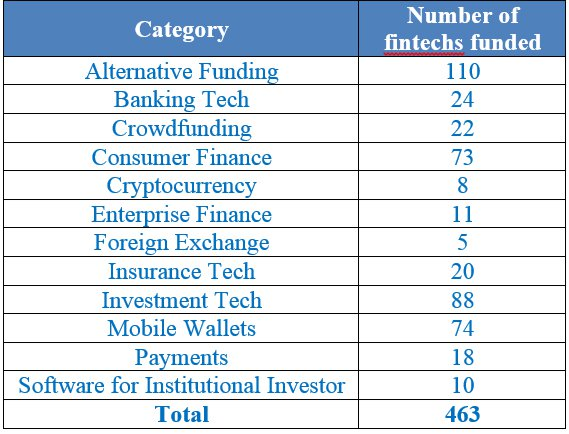 Category Number of
fintechs funded
Alternative Funding 110
Banking Tech 24
Crowdfunding 22
Consumer Finance 73
Cryptocurrency 8
Enterprise Finance 11
Foreign Exchange 5
Insurance Tech 20
Investment Tech 88
Mobile Wallets 74
Payments 18
Software for Institutional Investor 10
Total 463